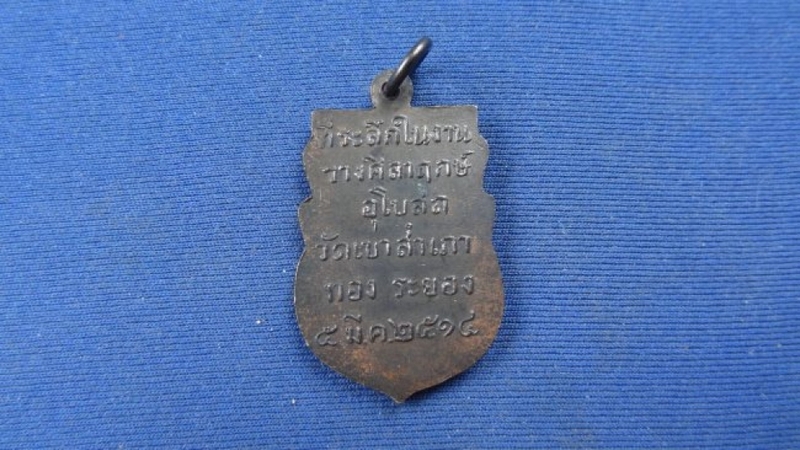 ที่ระลึกในงาน
วางศิลาฤกษ์
อุโบสถ
วัดเขาสำเภา
ทอง ระยอง
๕ มี ค ๒๕๑๔